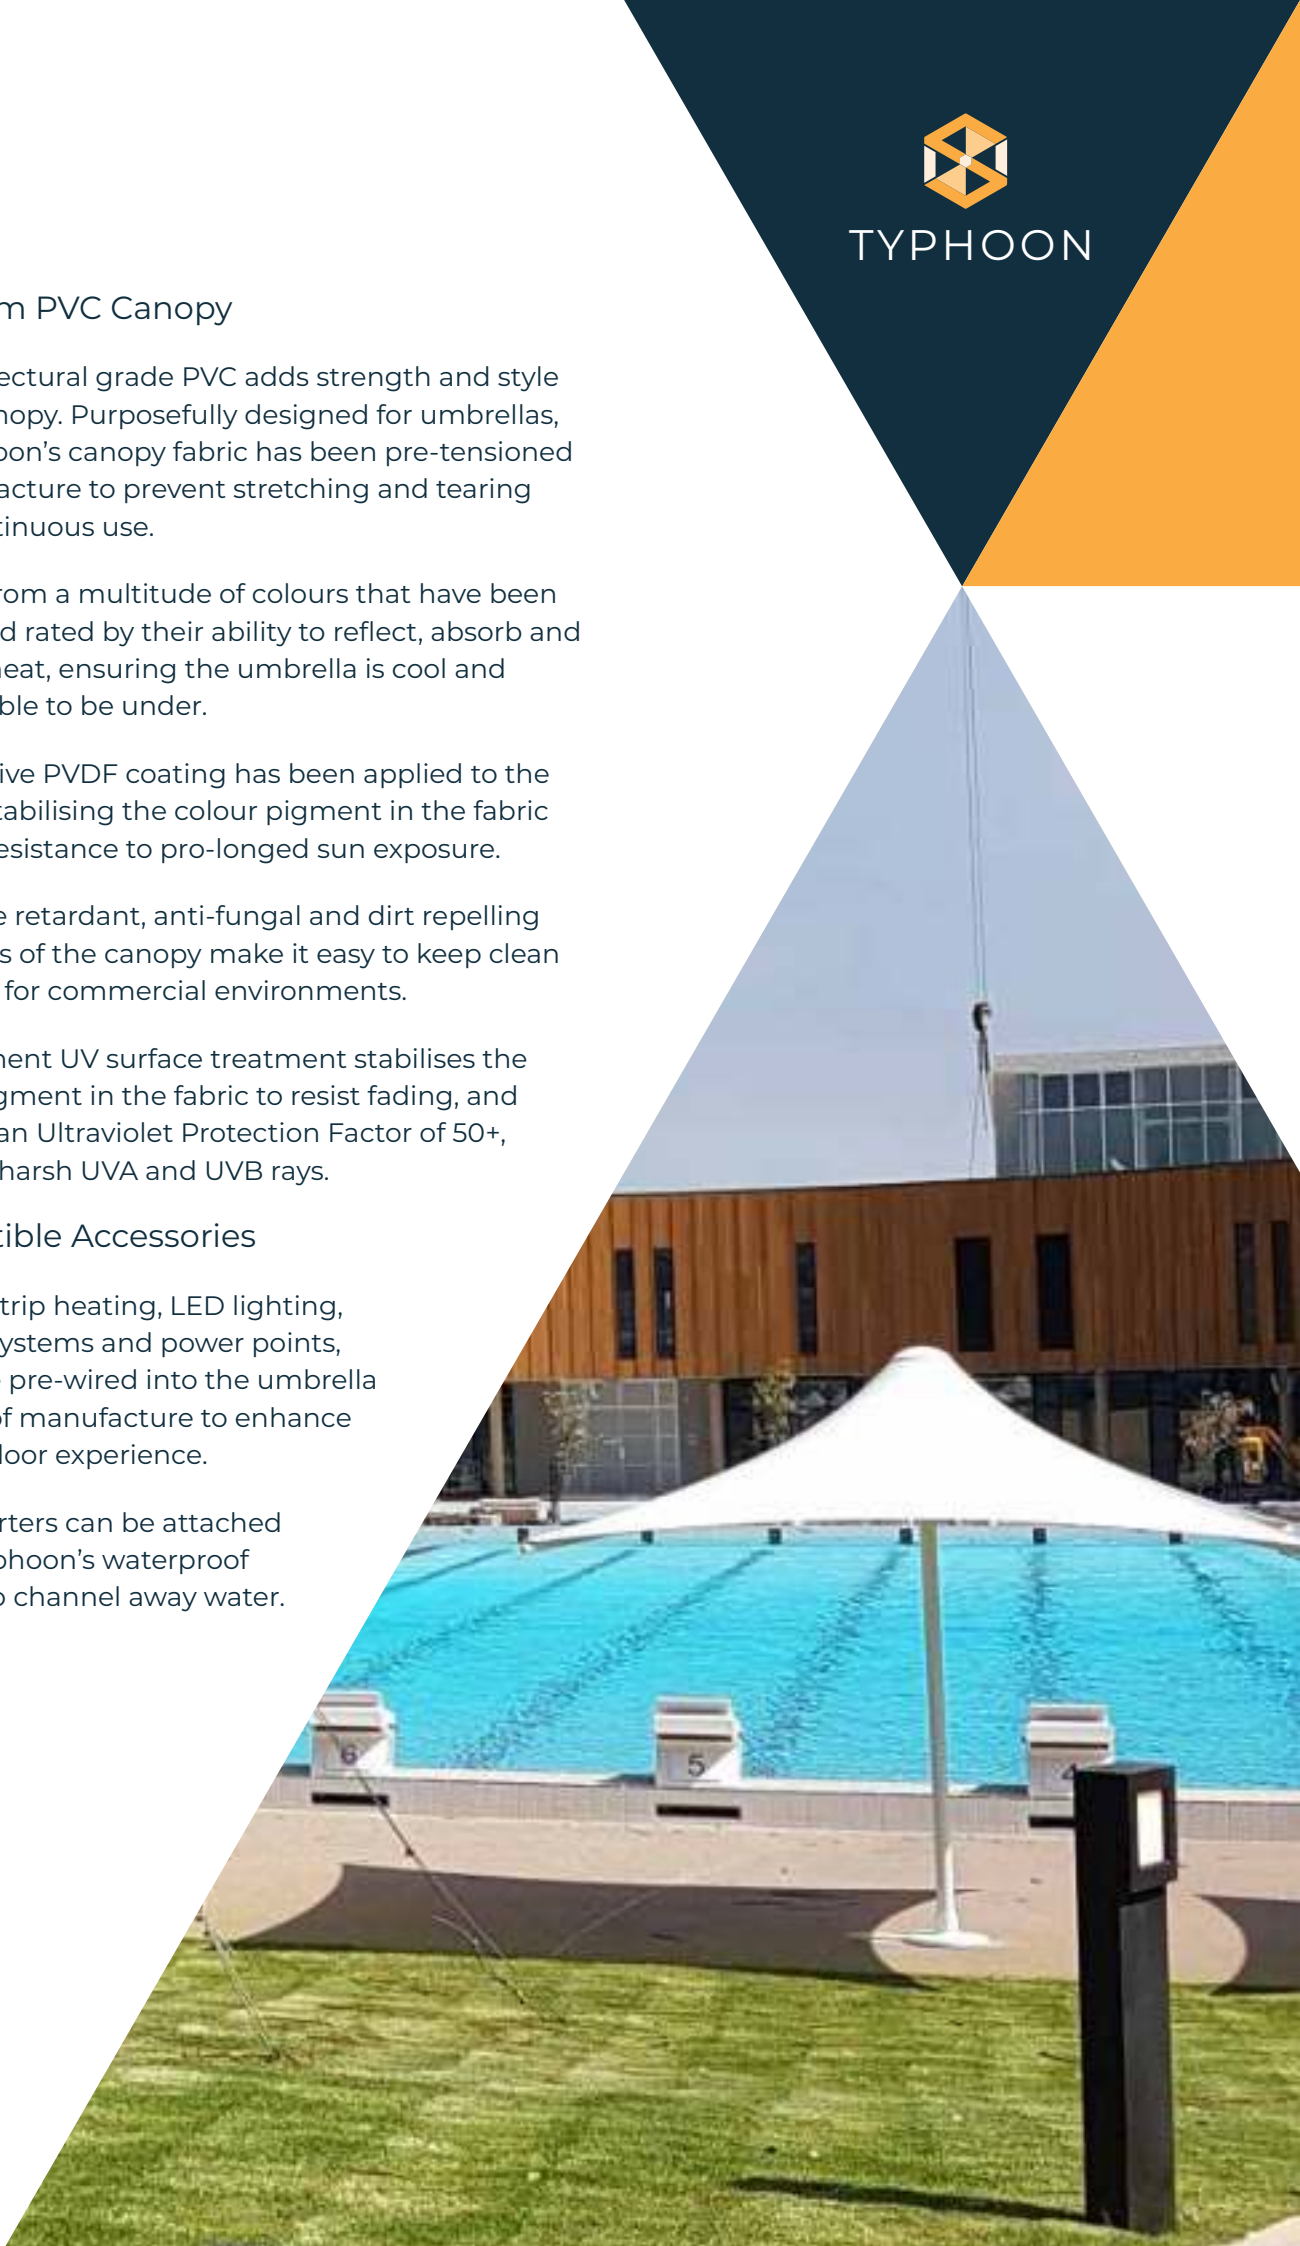 TYPHOON
m PVC Canopy
ectural grade PVC adds strength and style
nopy. Purposefully designed for umbrellas,
oon's canopy fabric has been pre-tensioned
acture to prevent stretching and tearing
tinuous use.
rom a multitude of colours that have been
d rated by their ability to reflect, absorb and
heat, ensuring the umbrella is cool and
ble to be under.
ive PVDF coating has been applied to the
tabilising the colour pigment in the fabric
esistance to pro-longed sun exposure.
e retardant, anti-fungal and dirt repelling
s of the canopy make it easy to keep clean
for commercial environments.
nent UV surface treatment stabilises the
gment in the fabric to resist fading, and
an Ultraviolet Protection Factor of 50+,
harsh UVA and UVB rays.
tible Accessories
trip heating, LED lighting,
ystems and power points,
e pre-wired into the umbrella
of manufacture to enhance
loor experience.
rters can be attached
phoon's waterproof
o channel away water.
6
5
4